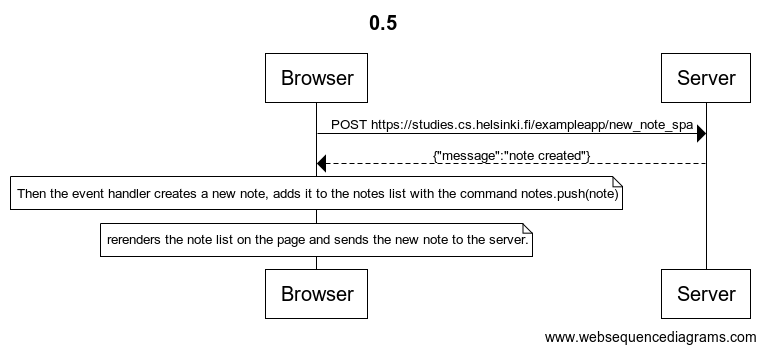 0.5
Browser
Server
POST https://studies.cs.helsinki.fi/exampleapp/new_note_spa
{"message":"note created"}
Then the event handler creates a new note, adds it to the notes list with the command notes.push(note)
rerenders the note list on the page and sends the new note to the server.
Browser
Server
www.websequencediagrams.com